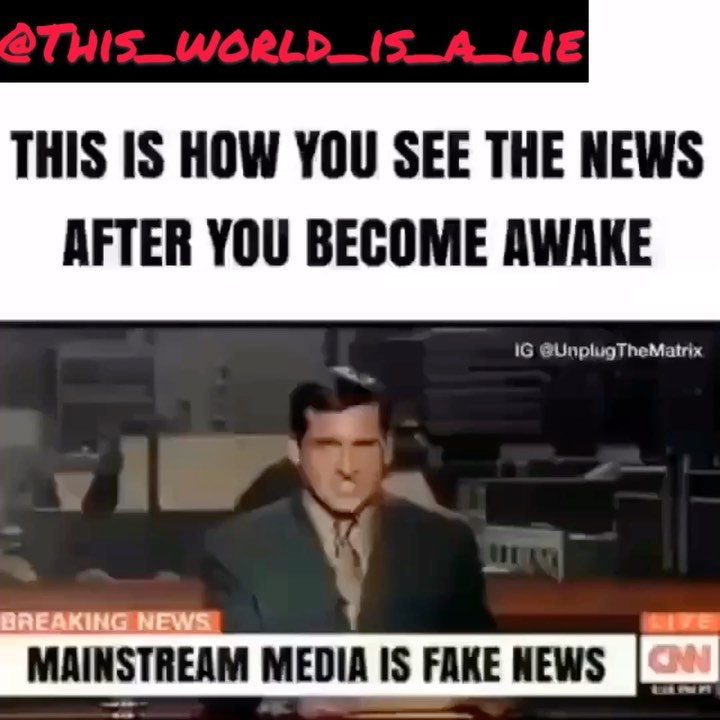 @THIS_WORLD_IS_A_LIE
THIS IS HOW YOU SEE THE NEWS
AFTER YOU BECOME AWAKE
IG @UnplugTheMatrix
BREAKING NEWS
LIVE
MAINSTREAM MEDIA IS FAKE NEWS
CNN